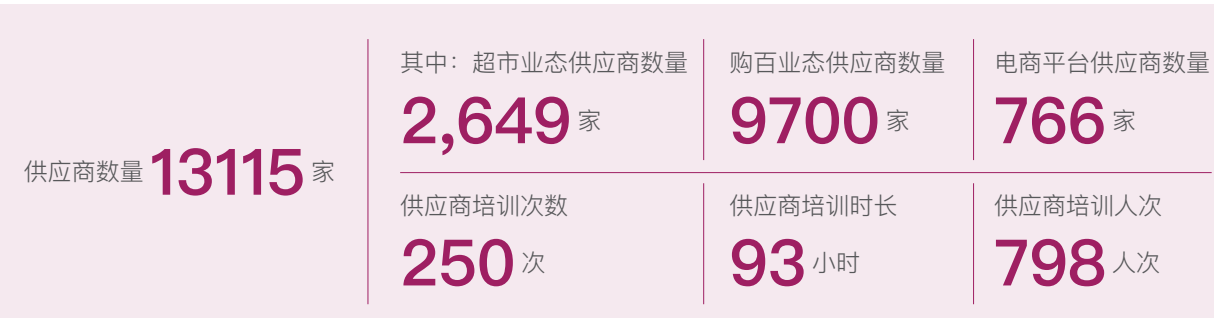 供应商数量 13115 家
其中：超市业态供应商数量
2,649 家
购百业态供应商数量
9700 家
电商平台供应商数量
766 家
供应商培训次数
250 次
供应商培训时长
93 小时
供应商培训人次
798 人次